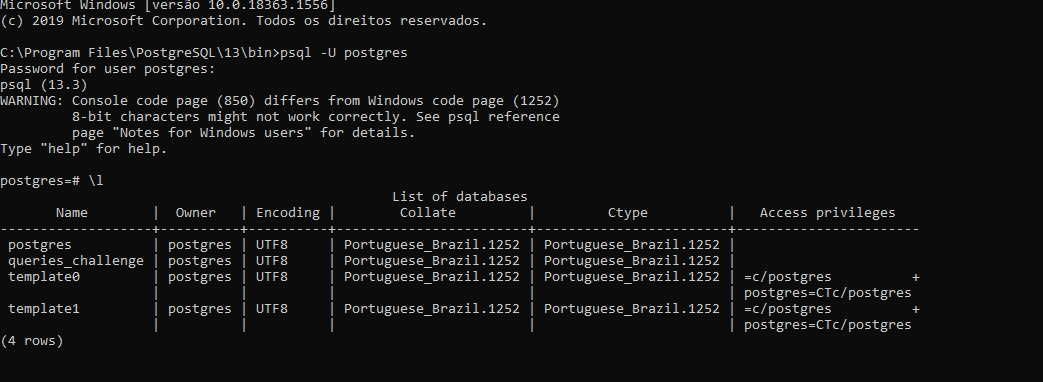 Microsoft Windows [versão 10.0.18363.1556]
(c) 2019 Microsoft Corporation. Todos os direitos reservados.
C:\Program Files\PostgreSQL\13\bin>psql -U postgres
Password for user postgres:
psql (13.3)
WARNING: Console code page (850) differs from Windows code page (1252)
         8-bit characters might not work correctly. See psql reference
         page "Notes for Windows users" for details.
Type "help" for help.
postgres=# \l
                                                 List of databases
       Name        |  Owner   | Encoding |        Collate         |         Ctype          |   Access privileges
-------------------+----------+----------+------------------------+------------------------+-----------------------
 postgres          | postgres | UTF8     | Portuguese_Brazil.1252 | Portuguese_Brazil.1252 |
 queries_challenge | postgres | UTF8     | Portuguese_Brazil.1252 | Portuguese_Brazil.1252 |
 template0         | postgres | UTF8     | Portuguese_Brazil.1252 | Portuguese_Brazil.1252 | =c/postgres          +
                   |          |          |                        |                        | postgres=CTc/postgres
 template1         | postgres | UTF8     | Portuguese_Brazil.1252 | Portuguese_Brazil.1252 | =c/postgres          +
                   |          |          |                        |                        | postgres=CTc/postgres
(4 rows)